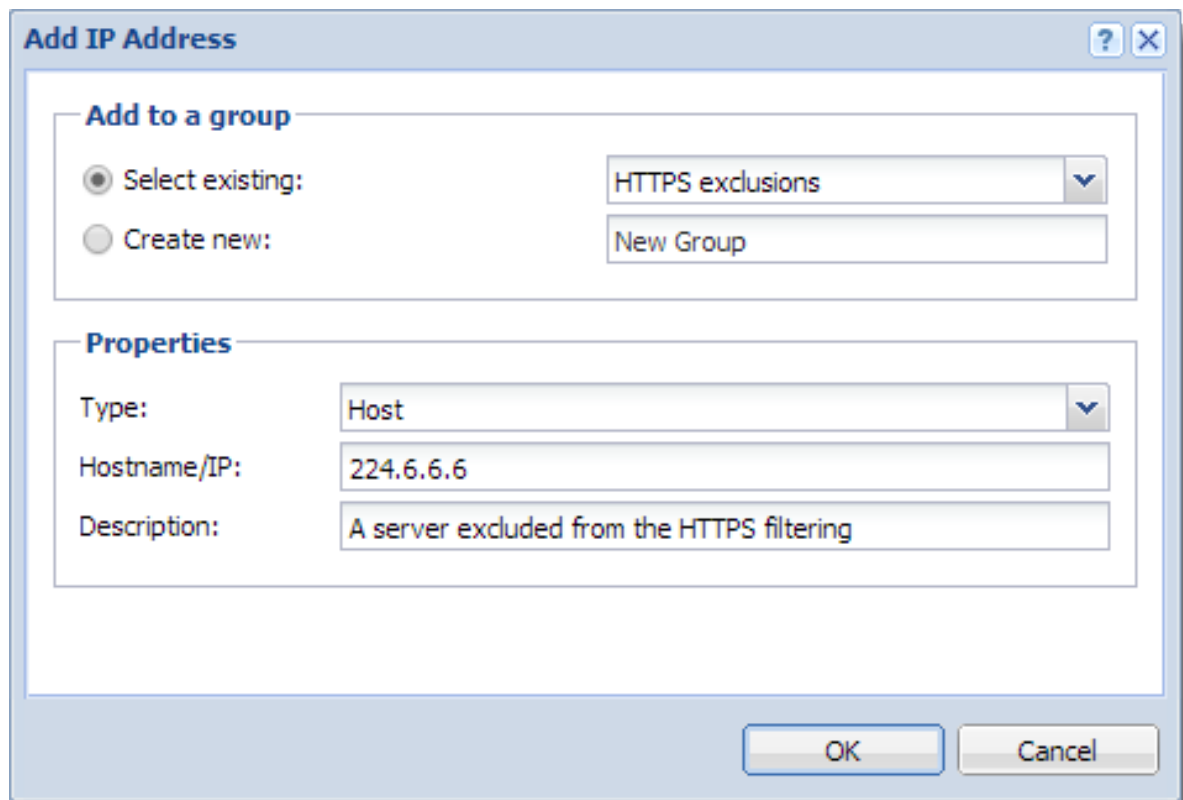 Add IP Address
Add to a group
Select existing: HTTPS exclusions
Create new: New Group
Properties
Type: Host
Hostname/IP: 224.6.6.6
Description: A server excluded from the HTTPS filtering
OK Cancel